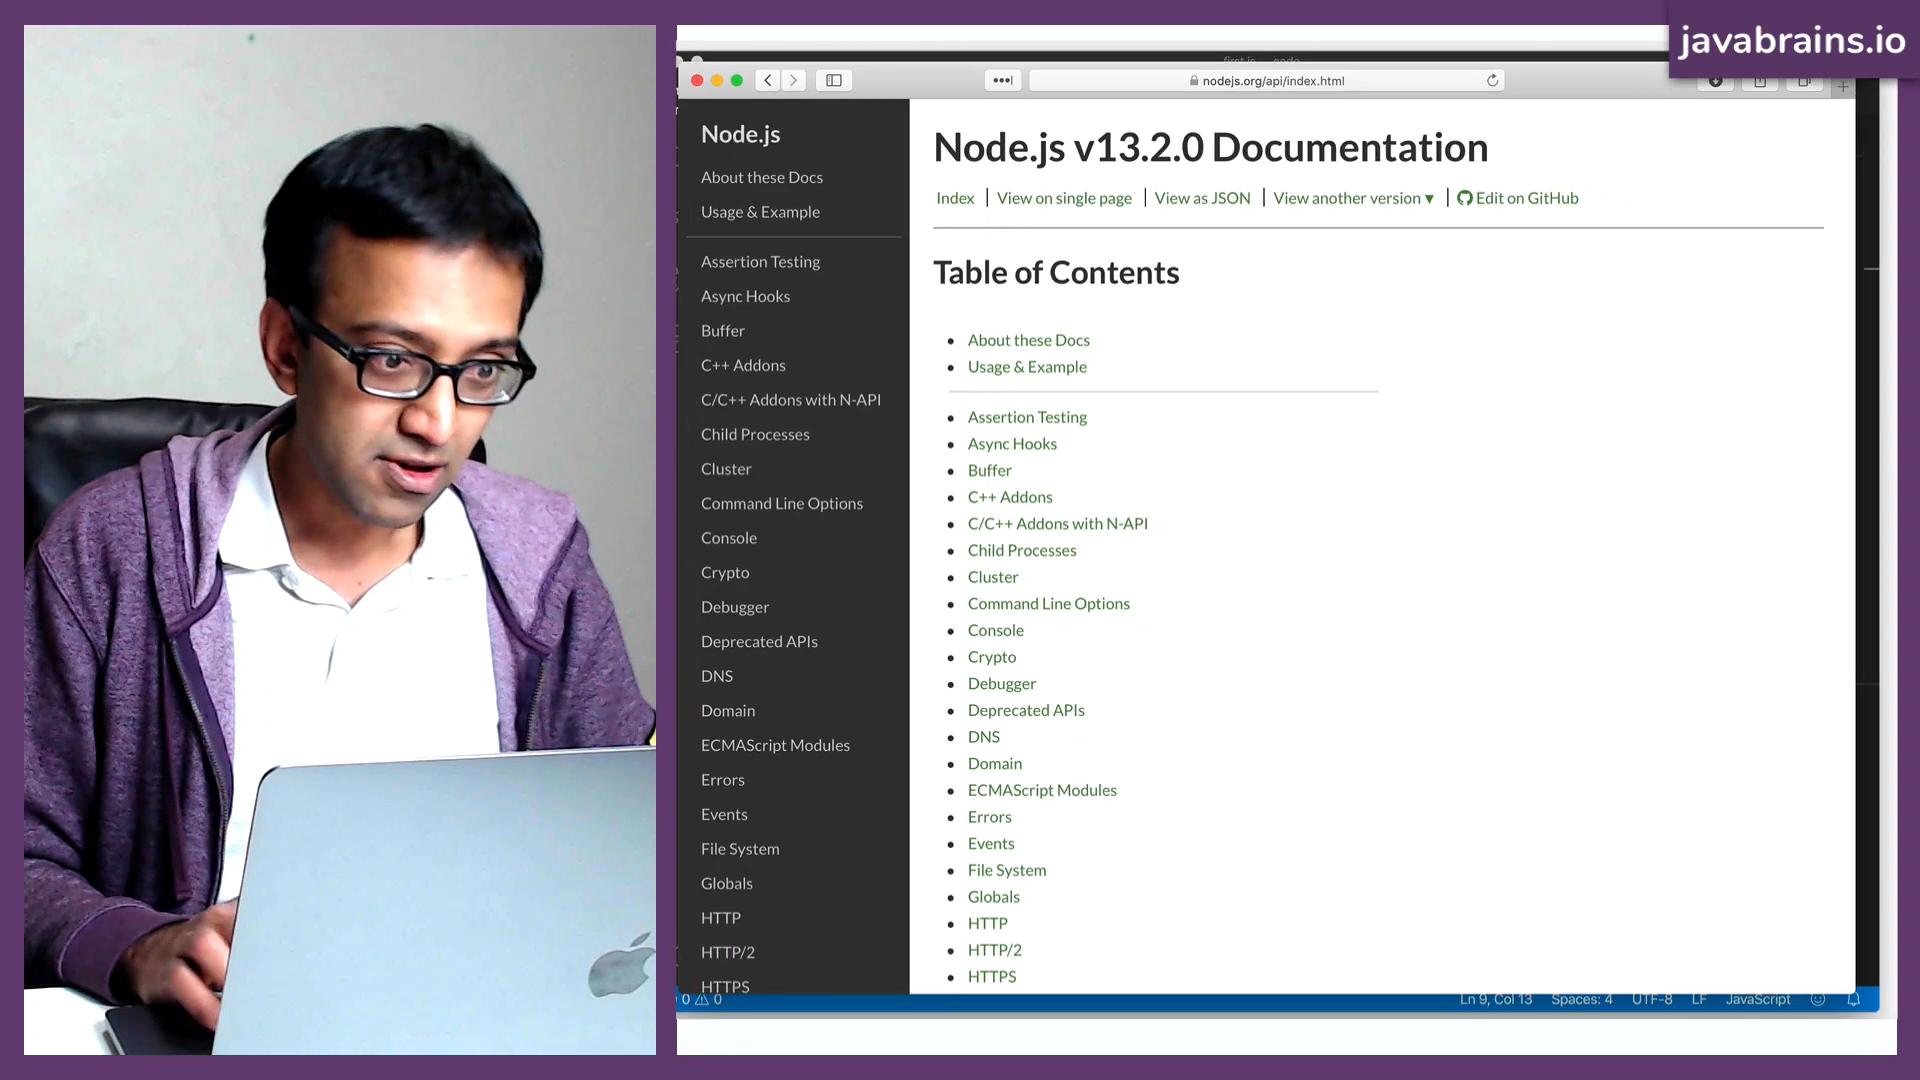 javabrains.io
nodejs.org/api/index.html
Node.js
About these Docs
Usage & Example
Assertion Testing
Async Hooks
Buffer
C++ Addons
C/C++ Addons with N-API
Child Processes
Cluster
Command Line Options
Console
Crypto
Debugger
Deprecated APIs
DNS
Domain
ECMAScript Modules
Errors
Events
File System
Globals
HTTP
HTTP/2
HTTPS
Node.js v13.2.0 Documentation
Index | View on single page | View as JSON | View another version ▼ | Edit on GitHub
Table of Contents
About these Docs
Usage & Example
Assertion Testing
Async Hooks
Buffer
C++ Addons
C/C++ Addons with N-API
Child Processes
Cluster
Command Line Options
Console
Crypto
Debugger
Deprecated APIs
DNS
Domain
ECMAScript Modules
Errors
Events
File System
Globals
HTTP
HTTP/2
HTTPS
0 0 Ln 9, Col 13 Spaces: 4 UTF-8 LF JavaScript